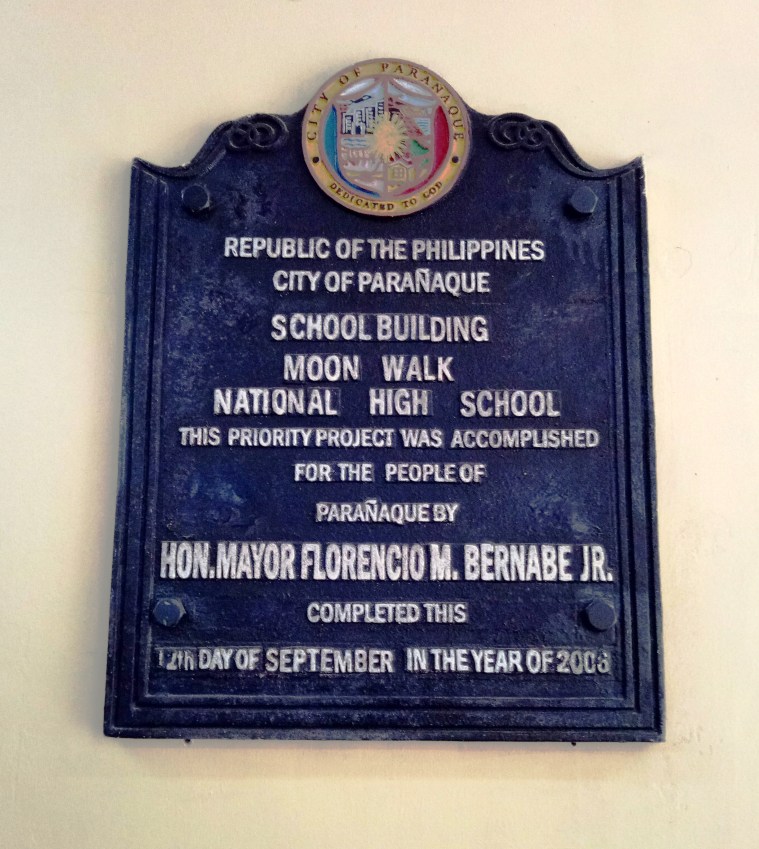 CITY OF PARAÑAQUE
DEDICATED TO GOD
REPUBLIC OF THE PHILIPPINES
CITY OF PARAÑAQUE
SCHOOL BUILDING
MOON WALK
NATIONAL HIGH SCHOOL
THIS PRIORITY PROJECT WAS ACCOMPLISHED
FOR THE PEOPLE OF
PARAÑAQUE BY
HON.MAYOR FLORENCIO M. BERNABE JR.
COMPLETED THIS
12th DAY OF SEPTEMBER IN THE YEAR OF